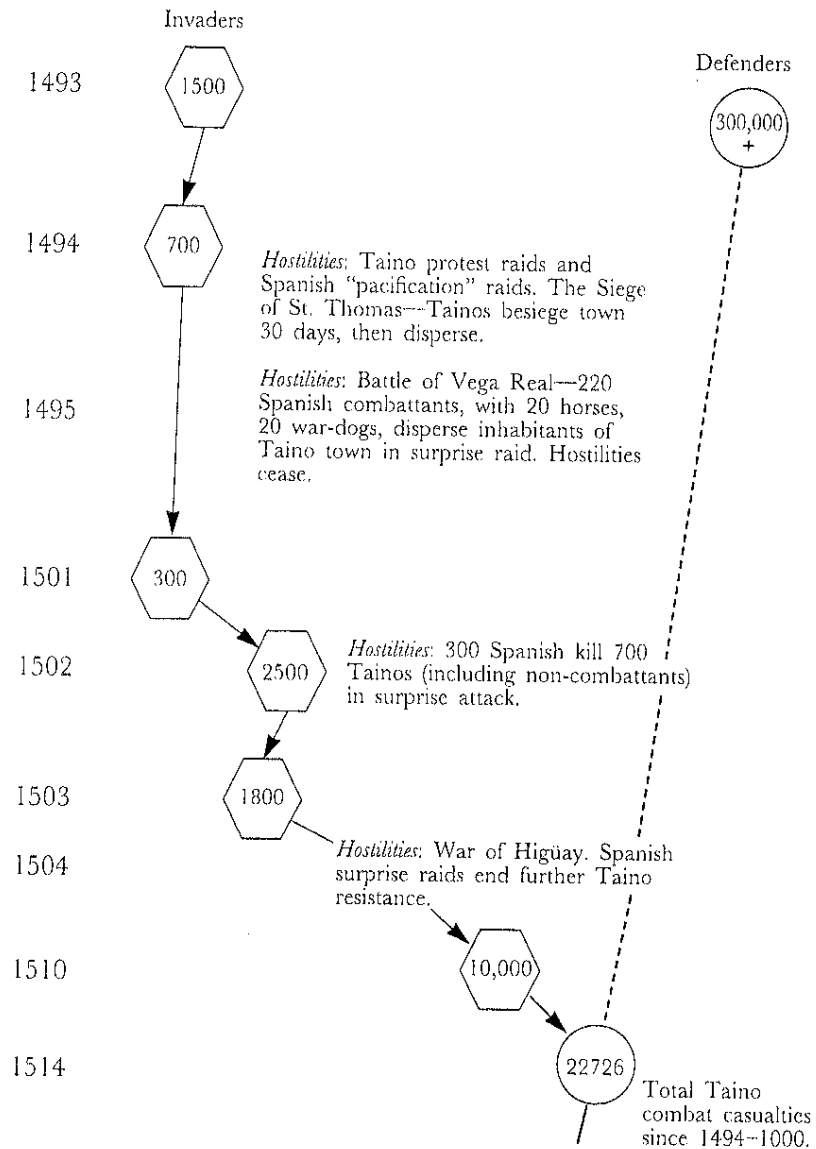 Invaders
Defenders
1493
1500
300,000
+
1494
700
Hostilities: Taino protest raids and
Spanish "pacification" raids. The Siege
of St. Thomas—Tainos besiege town
30 days, then disperse.
1495
Hostilities: Battle of Vega Real—220
Spanish combattants, with 20 horses,
20 war-dogs, disperse inhabitants of
Taino town in surprise raid. Hostilities
cease.
1501
300
1502
2500
Hostilities: 300 Spanish kill 700
Tainos (including non-combattants)
in surprise attack.
1503
1800
1504
Hostilities: War of Higüay. Spanish
surprise raids end further Taino
resistance.
1510
10,000
1514
22726
Total Taino
combat casualties
since 1494–1000.